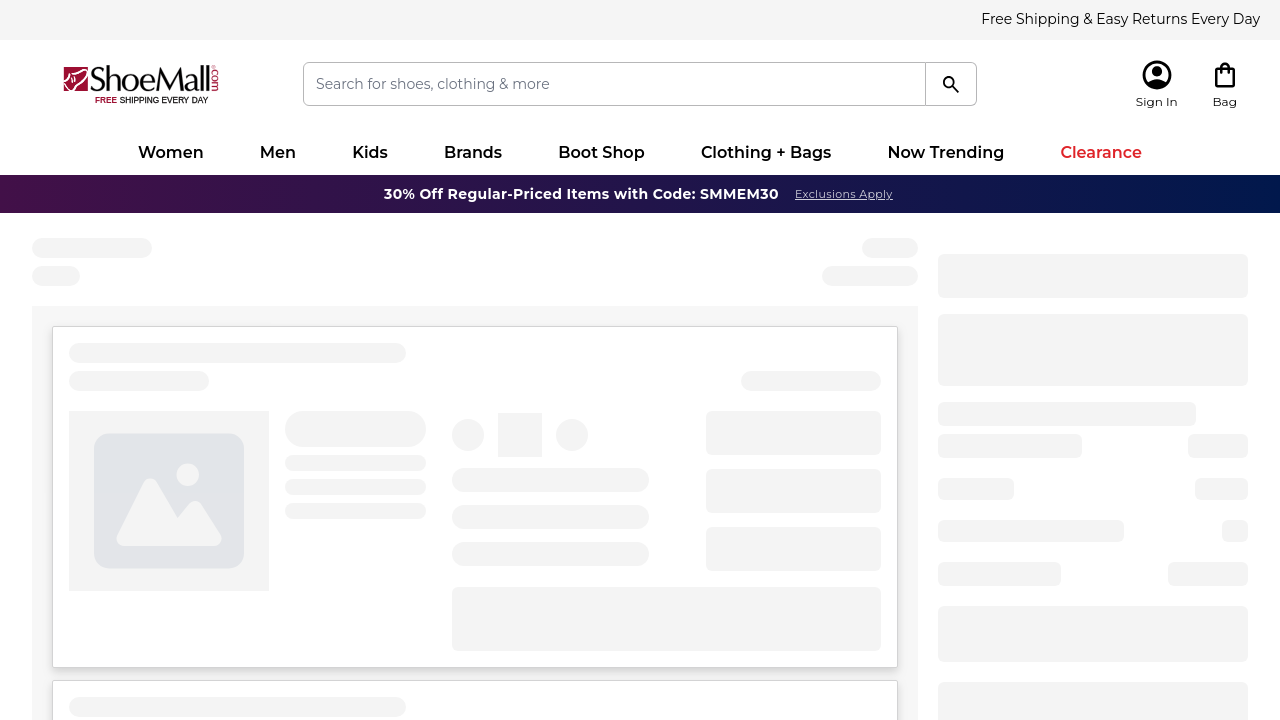 Free Shipping & Easy Returns Every Day
ShoeMall.com
FREE SHIPPING EVERY DAY
Search for shoes, clothing & more
Sign In
Bag
Women
Men
Kids
Brands
Boot Shop
Clothing + Bags
Now Trending
Clearance
30% Off Regular-Priced Items with Code: SMMEM30
Exclusions Apply